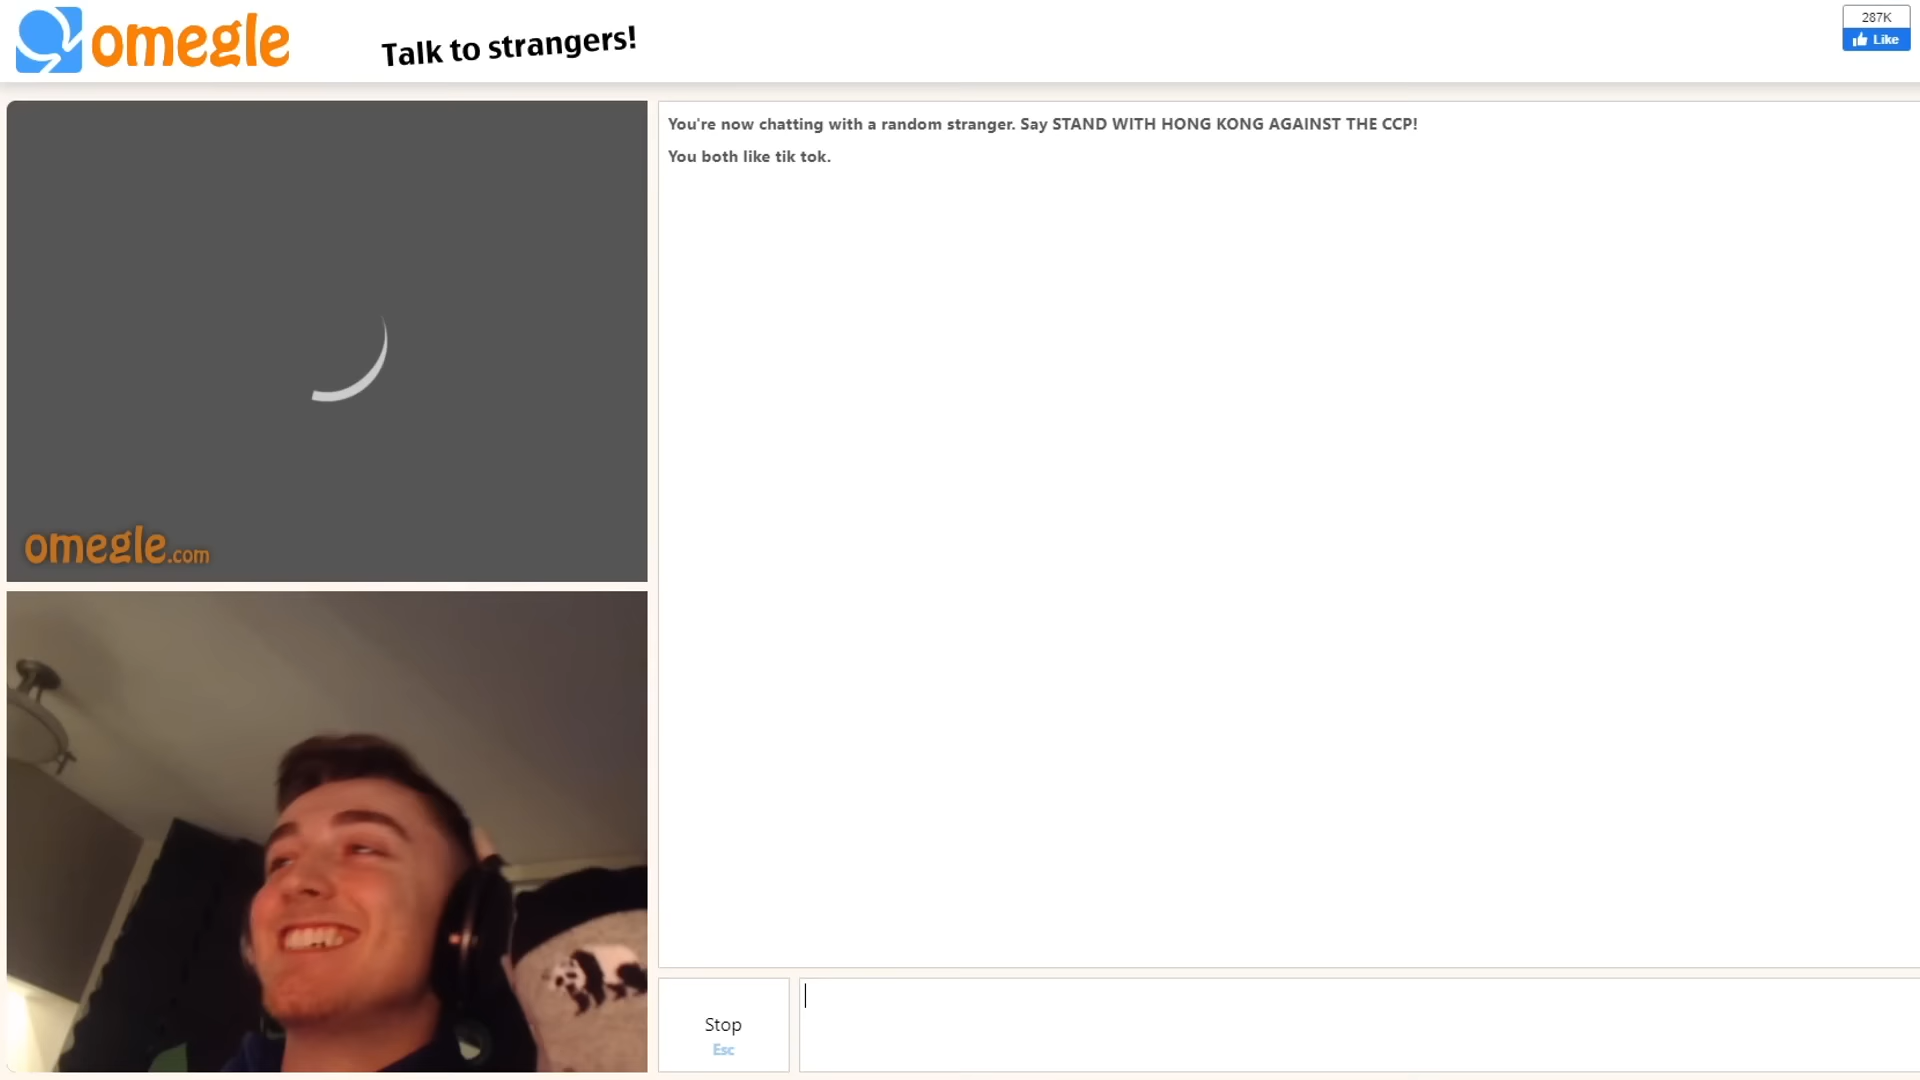 omegle
Talk to strangers!
287K
Like
You're now chatting with a random stranger. Say STAND WITH HONG KONG AGAINST THE CCP!
You both like tik tok.
omegle.com
Stop
Esc